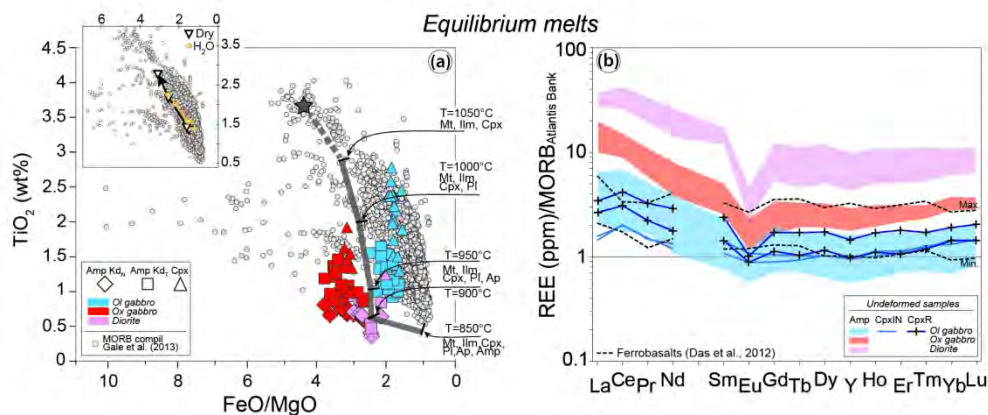 Equilibrium melts
6 4 2 0
Dry
H2O
3.5
2.5
1.5
0.5
(a)
4.5
4
3.5
3
2.5
2
1.5
1
0.5
0
TiO2 (wt%)
T=1050°C
Mt, Ilm, Cpx
T=1000°C
Mt, Ilm,
Cpx, Pl
T=950°C
Mt, Ilm
Cpx, Pl, Ap
T=900°C
T=850°C
Mt, Ilm Cpx,
Pl,Ap, Amp
Amp KdN Amp KdT Cpx
Ol gabbro
Ox gabbro
Diorite
MORB compil
Gale et al. (2013)
10 8 6 4 2 0
FeO/MgO
(b)
100
10
1
0.1
REE (ppm)/MORBAtlantis Bank
Max
Min
Undeformed samples
Amp CpxIN CpxR
Ol gabbro
Ox gabbro
Diorite
Ferrobasalts (Das et al., 2012)
La Ce Pr Nd Sm Eu Gd Tb Dy Y Ho Er Tm Yb Lu